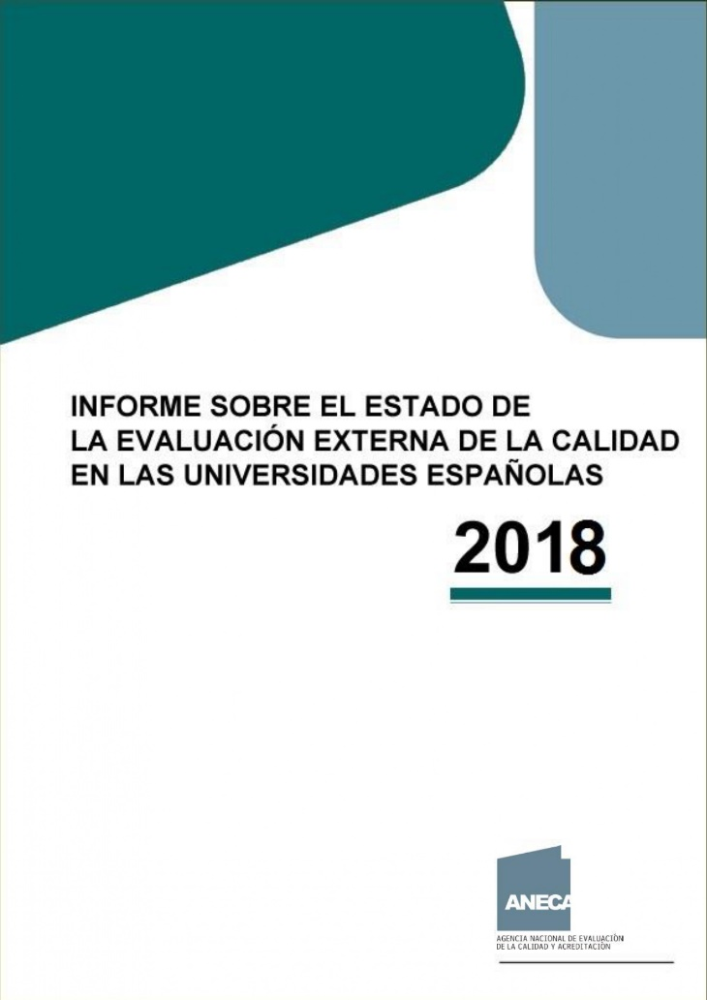 INFORME SOBRE EL ESTADO DE
LA EVALUACIÓN EXTERNA DE LA CALIDAD
EN LAS UNIVERSIDADES ESPAÑOLAS
2018
ANECA
AGENCIA NACIONAL DE EVALUACIÓN
DE LA CALIDAD Y ACREDITACIÓN